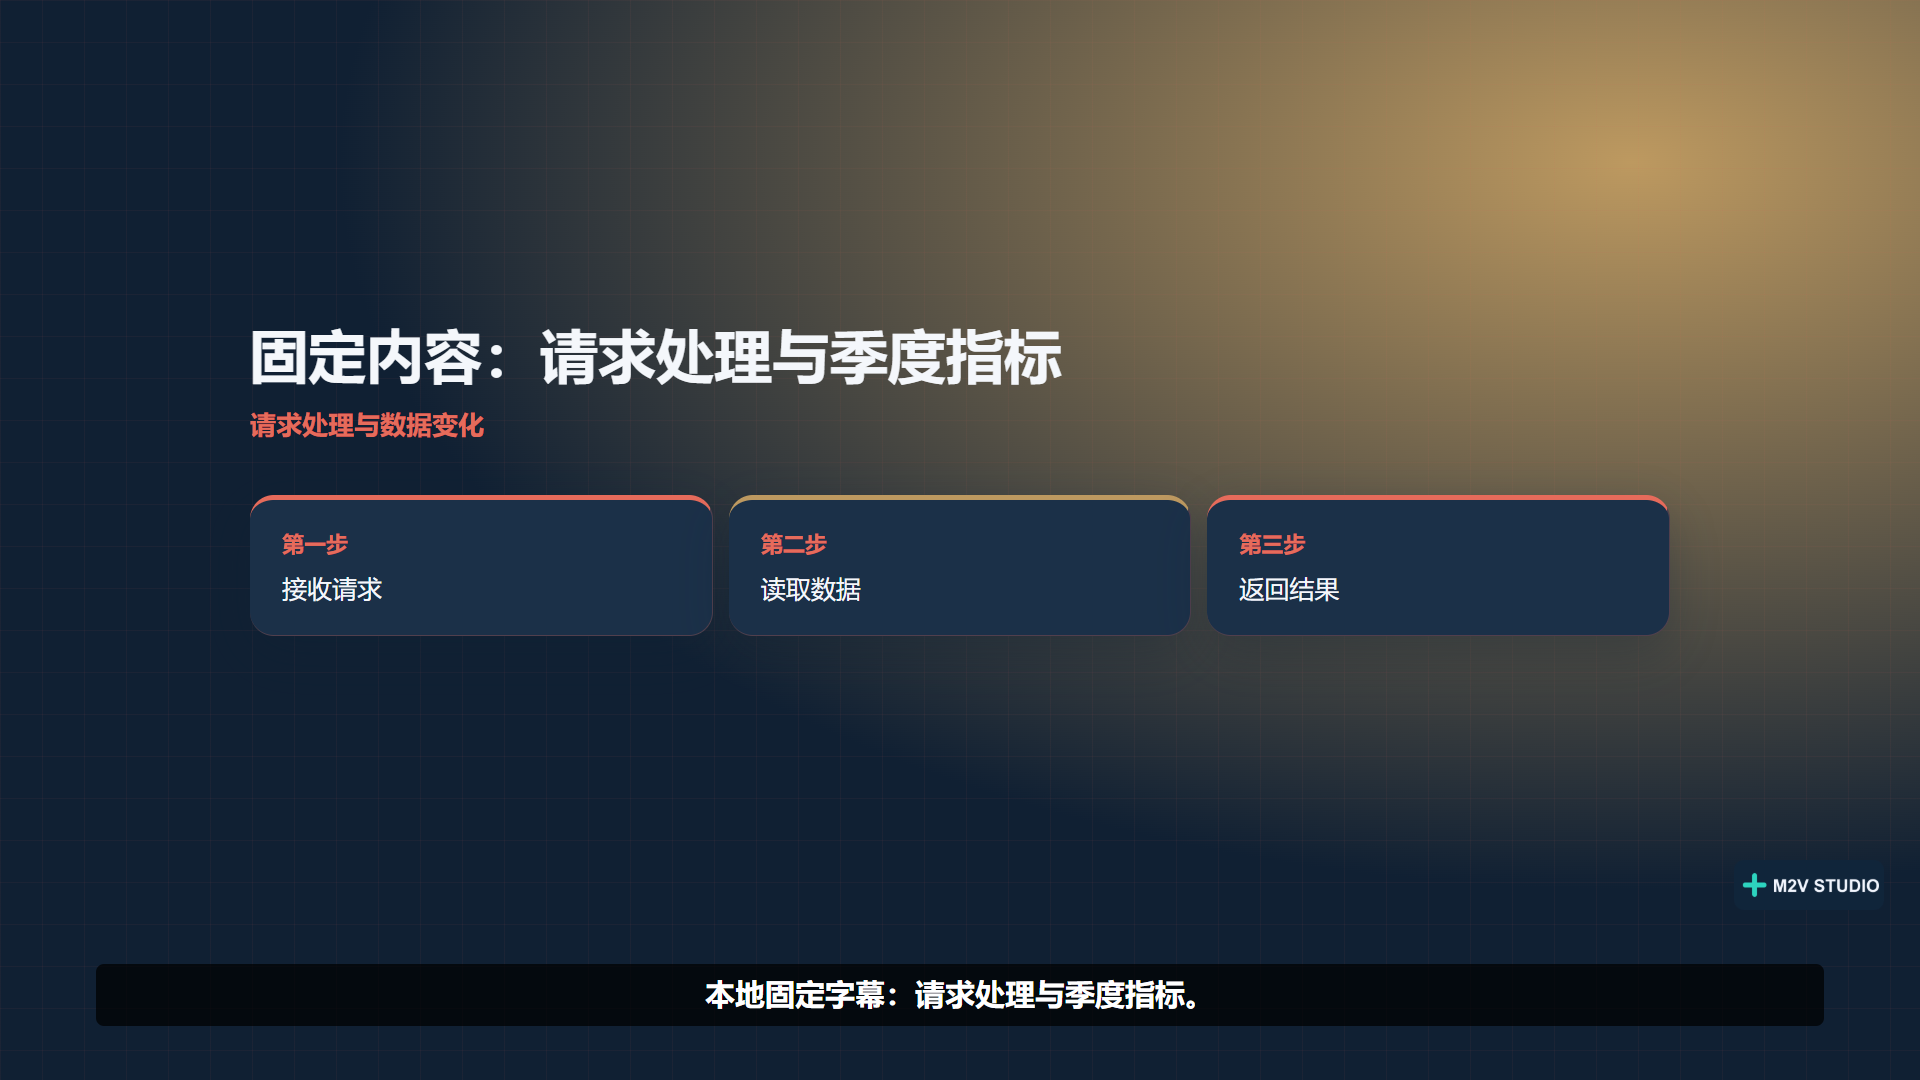 固定内容：请求处理与季度指标
请求处理与数据变化
第一步
接收请求
第二步
读取数据
第三步
返回结果
M2V STUDIO
本地固定字幕：请求处理与季度指标。